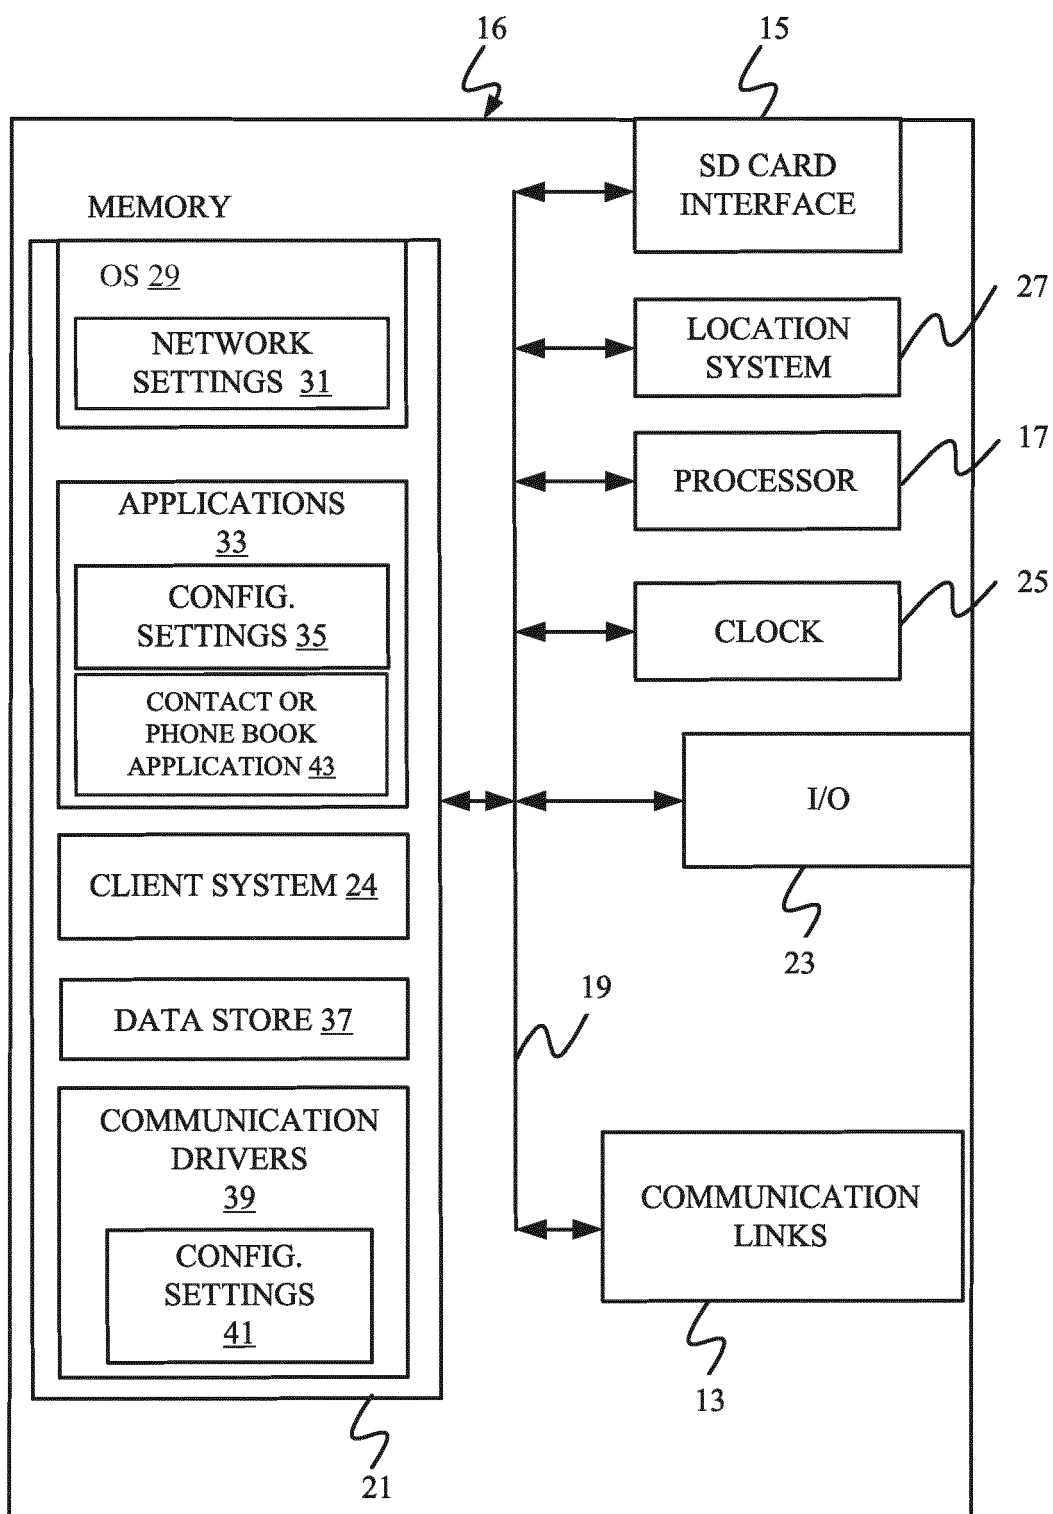 16
15
SD CARD
INTERFACE
MEMORY
OS 29
NETWORK
SETTINGS 31
27
LOCATION
SYSTEM
17
PROCESSOR
APPLICATIONS
33
CONFIG.
SETTINGS 35
25
CLOCK
CONTACT OR
PHONE BOOK
APPLICATION 43
I/O
CLIENT SYSTEM 24
23
19
DATA STORE 37
COMMUNICATION
DRIVERS
39
CONFIG.
SETTINGS
41
COMMUNICATION
LINKS
13
21